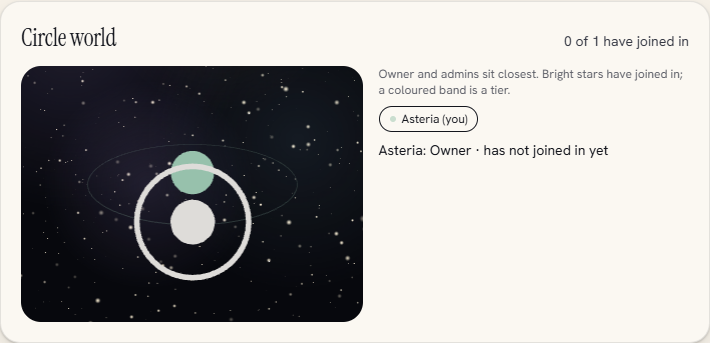 Circle world
0 of 1 have joined in
Owner and admins sit closest. Bright stars have joined in;
a coloured band is a tier.
Asteria (you)
Asteria: Owner · has not joined in yet